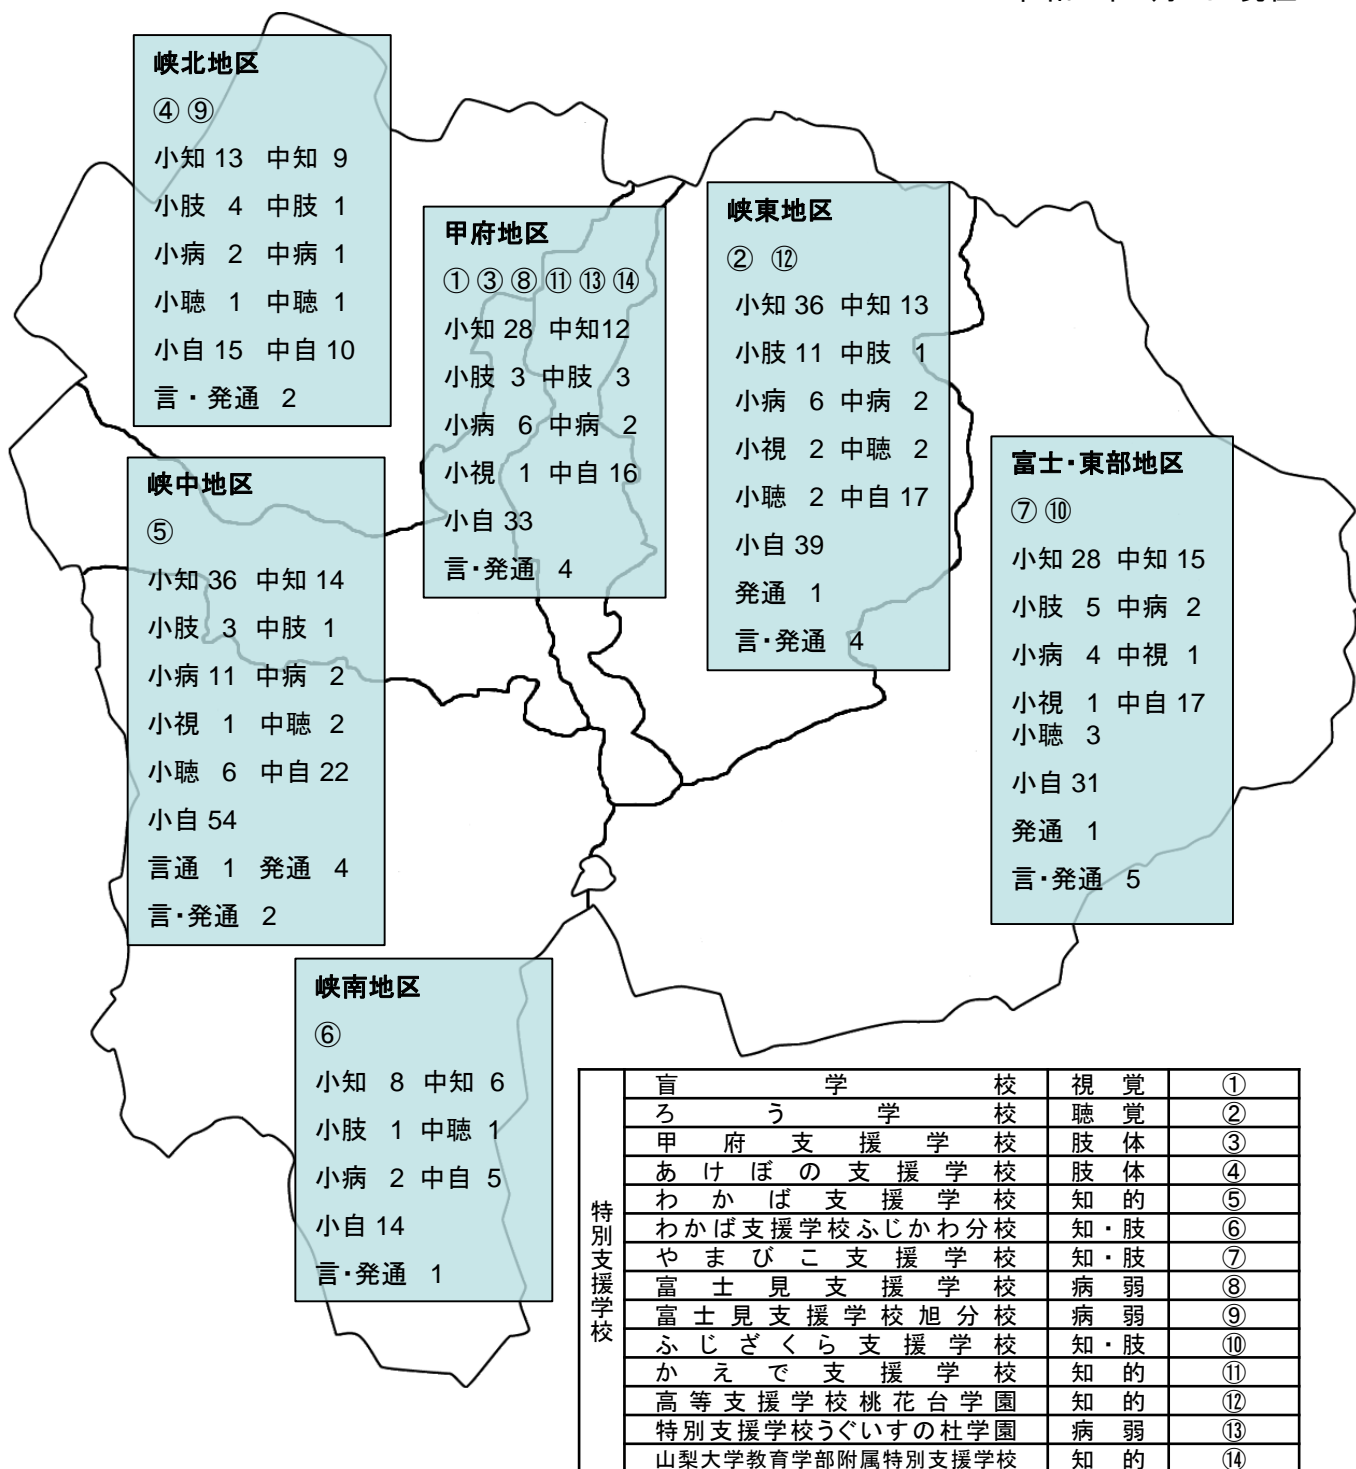 峡北地区
④⑨
小知 13 中知 9
小肢 4 中肢 1
小病 2 中病 1
小聴 1 中聴 1
小自 15 中自 10
言・発通 2
甲府地区
①③⑧⑪⑬⑭
小知 28 中知12
小肢 3 中肢 3
小病 6 中病 2
小視 1 中自 16
小自 33
言・発通 4
峡東地区
② ⑫
小知 36 中知 13
小肢 11 中肢 1
小病 6 中病 2
小視 2 中聴 2
小聴 2 中自 17
小自 39
発通 1
言・発通 4
富士・東部地区
⑦⑩
小知 28 中知 15
小肢 5 中病 2
小病 4 中視 1
小視 1 中自 17
小聴 3
小自 31
発通 1
言・発通 5
峡中地区
⑤
小知 36 中知 14
小肢 3 中肢 1
小病 11 中病 2
小視 1 中聴 2
小聴 6 中自 22
小自 54
言通 1 発通 4
言・発通 2
峡南地区
⑥
小知 8 中知 6
小肢 1 中聴 1
小病 2 中自 5
小自 14
言・発通 1
特別支援学校
盲学校 視覚 ①
ろう学校 聴覚 ②
甲府支援学校 肢体 ③
あけぼの支援学校 肢体 ④
わかば支援学校 知的 ⑤
わかば支援学校ふじかわ分校 知・肢 ⑥
やまびこ支援学校 知・肢 ⑦
富士見支援学校 病弱 ⑧
富士見支援学校旭分校 病弱 ⑨
ふじざくら支援学校 知・肢 ⑩
かえで支援学校 知的 ⑪
高等支援学校桃花台学園 知的 ⑫
特別支援学校うぐいすの杜学園 病弱 ⑬
山梨大学教育学部附属特別支援学校 知的 ⑭